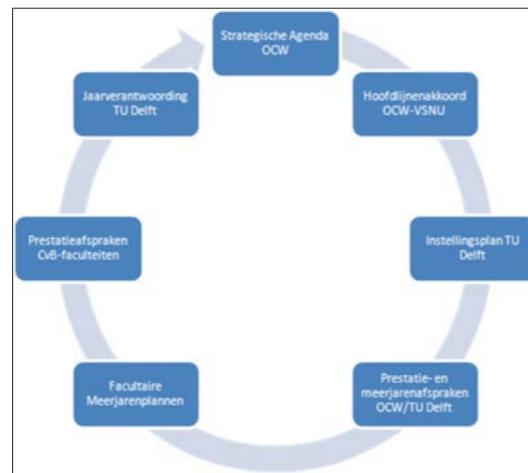 Strategische Agenda
OCW
Hoofdlijnenakkoord
OCW-VSNU
Instellingsplan TU
Delft
Prestatie- en
meerjarenafspraken
OCW/TU Delft
Facultaire
Meerjarenplannen
Prestatieafspraken
CvB-faculteiten
Jaarverantwoording
TU Delft